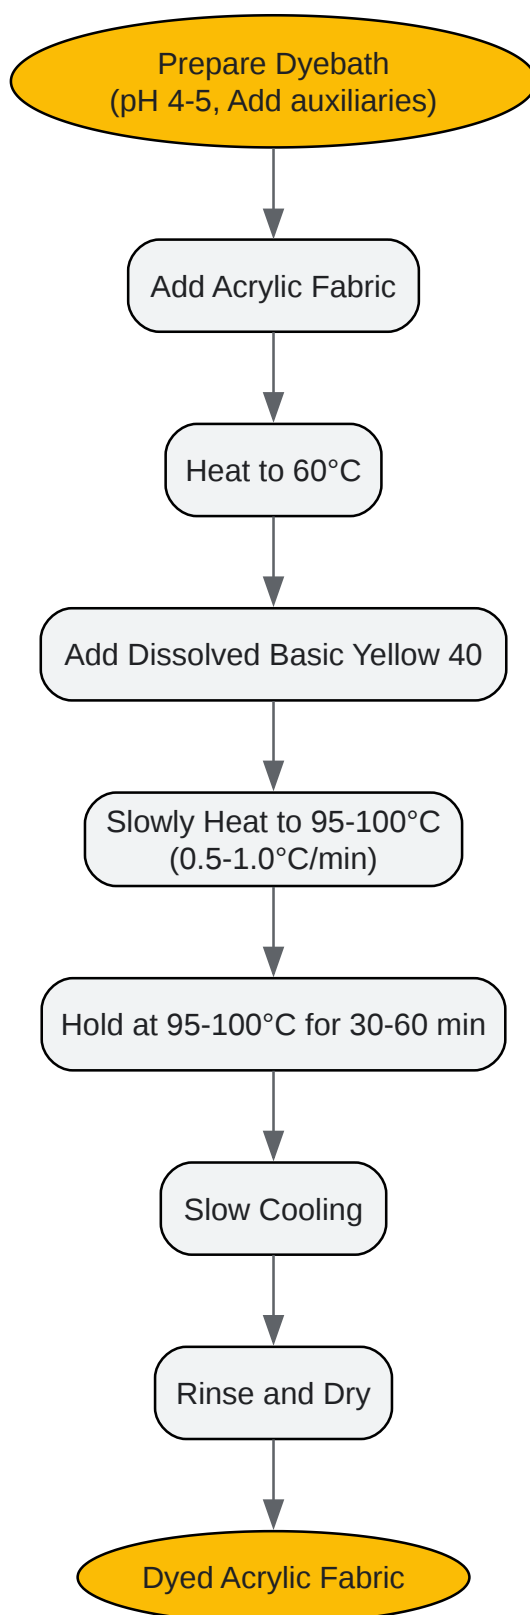 Prepare Dyebath
(pH 4-5, Add auxiliaries)
Add Acrylic Fabric
Heat to 60°C
Add Dissolved Basic Yellow 40
Slowly Heat to 95-100°C
(0.5-1.0°C/min)
Hold at 95-100°C for 30-60 min
Slow Cooling
Rinse and Dry
Dyed Acrylic Fabric